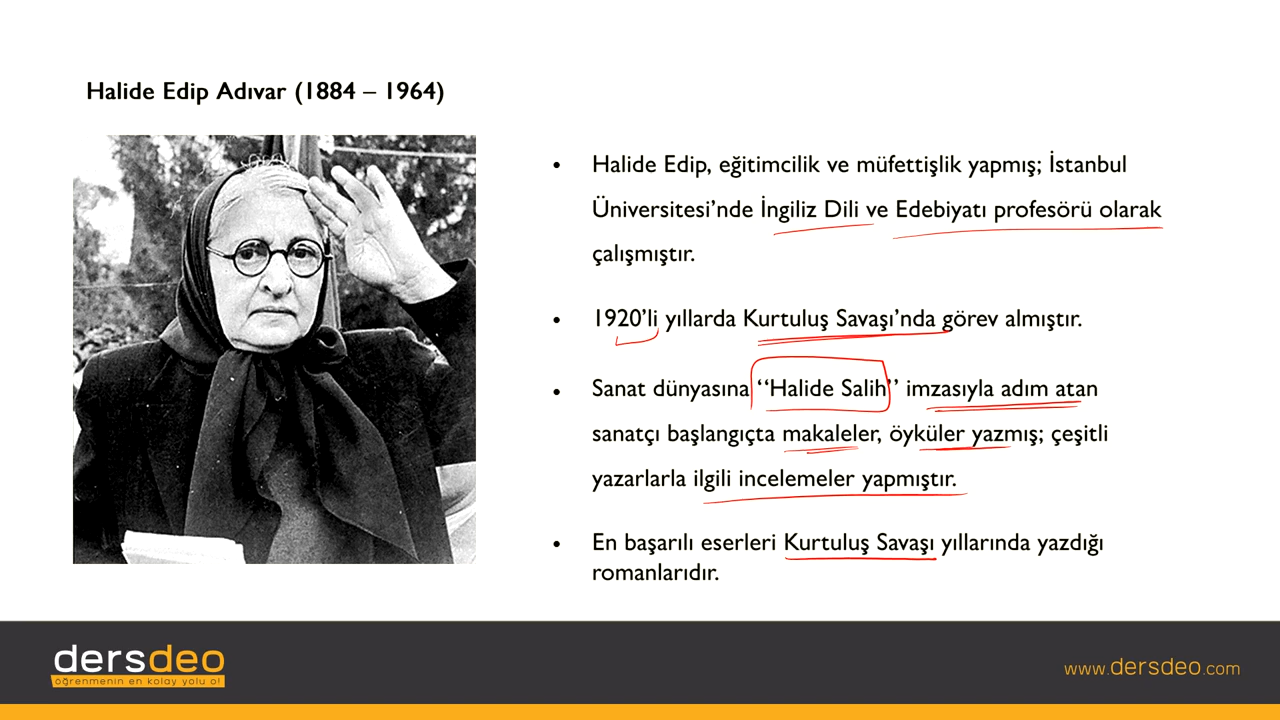 Halide Edip Adıvar (1884 – 1964)
• Halide Edip, eğitimcilik ve müfettişlik yapmış; İstanbul
Üniversitesi’nde İngiliz Dili ve Edebiyatı profesörü olarak
çalışmıştır.
• 1920’li yıllarda Kurtuluş Savaşı’nda görev almıştır.
• Sanat dünyasına “Halide Salih” imzasıyla adım atan
sanatçı başlangıçta makaleler, öyküler yazmış; çeşitli
yazarlarla ilgili incelemeler yapmıştır.
• En başarılı eserleri Kurtuluş Savaşı yıllarında yazdığı
romanlarıdır.
dersdeo
öğrenmenin en kolay yolu o!
www.dersdeo.com